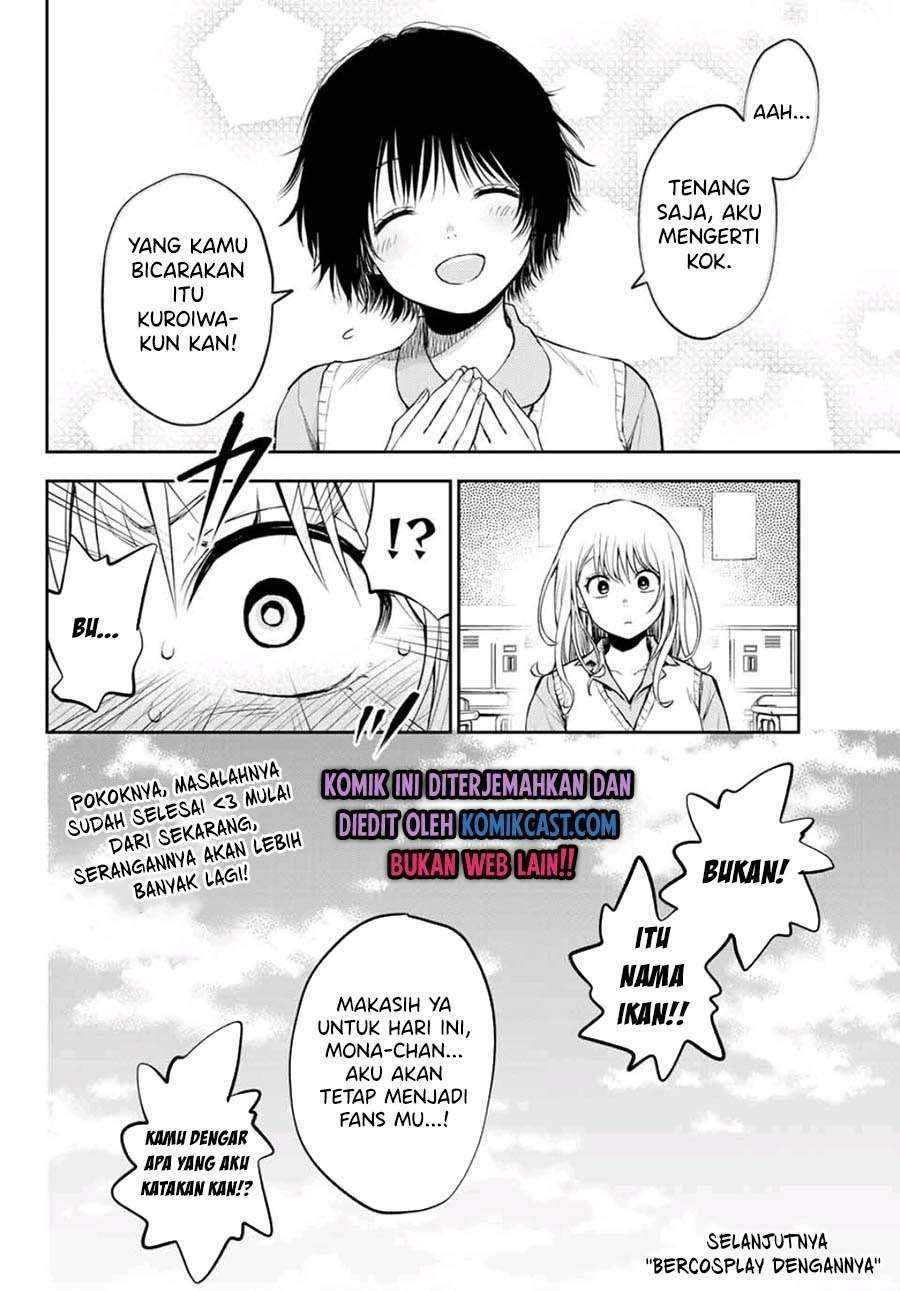 AAH...
TENANG
SAJA, AKU
MENGERTI
KOK.
YANG KAMU
BICARAKAN
ITU
KUROIWA-
KUN KAN!
!?
BU...
BUKAN!
ITU
NAMA
IKAN!!
POKOKNYA, MASALAHNYA
SUDAH SELESAI <3 MULAI
DARI SEKARANG,
SERANGANNYA AKAN LEBIH
BANYAK LAGI!
KOMIK INI DITERJEMAHKAN DAN
DIEDIT OLEH KOMIKCAST.COM
BUKAN WEB LAIN!!
MAKASIH YA
UNTUK HARI INI,
MONA-CHAN...
AKU AKAN
TETAP MENJADI
FANS MU...!
KAMU DENGAR
APA YANG AKU
KATAKAN KAN!?
SELANJUTNYA
"BERCOSPLAY DENGANNYA"